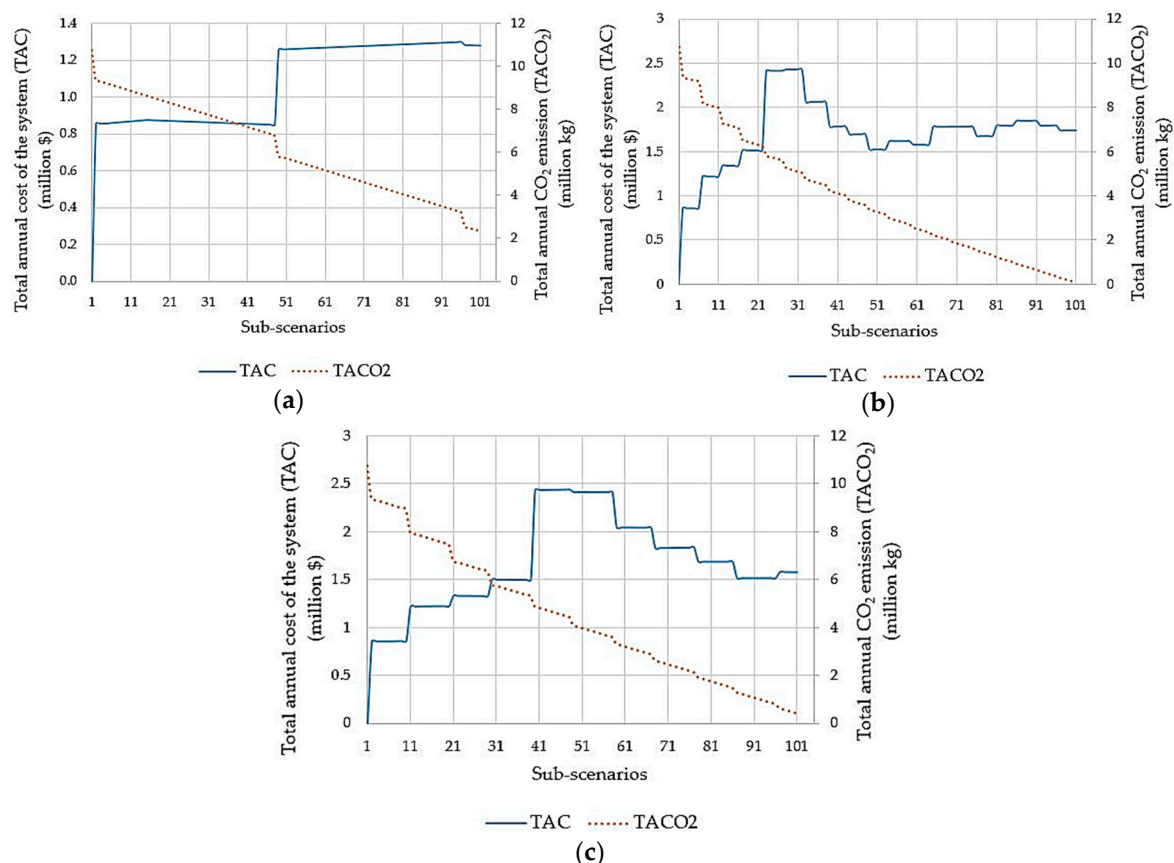 Total annual cost of the system (TAC)
(million $)
1.4
1.2
1.0
0.8
0.6
0.4
0.2
0.0
12
10
8
6
4
2
0
Total annual CO2 emission (TACO2)
(million kg)
1 11 21 31 41 51 61 71 81 91 101
Sub-scenarios
TAC TACO2
(a)
Total annual cost of the system (TAC)
(million $)
3
2.5
2
1.5
1
0.5
0
12
10
8
6
4
2
0
Total annual CO2 emission (TACO2)
(million kg)
1 11 21 31 41 51 61 71 81 91 101
Sub-scenarios
TAC TACO2
(b)
Total annual cost of the system (TAC)
(million $)
3
2.5
2
1.5
1
0.5
0
12
10
8
6
4
2
0
Total annual CO2 emission (TACO2)
(million kg)
1 11 21 31 41 51 61 71 81 91 101
Sub-scenarios
TAC TACO2
(c)